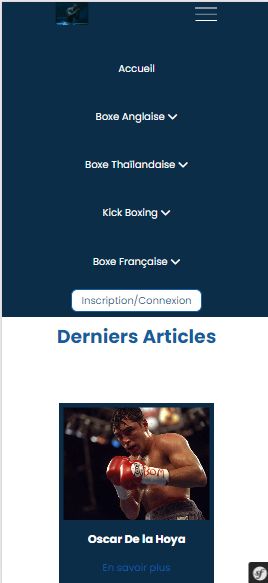 Accueil
Boxe Anglaise
Boxe Thaïlandaise
Kick Boxing
Boxe Française
Inscription/Connexion
Derniers Articles
Oscar De la Hoya
En savoir plus
sf